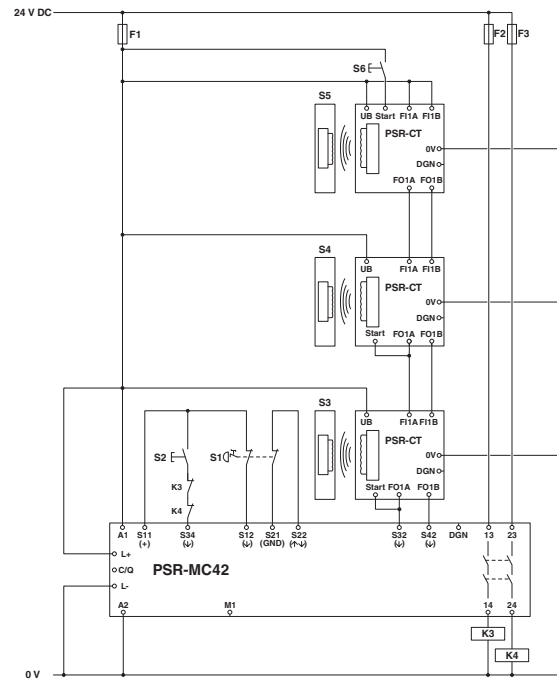 24 V DC
F1
F2
F3
S6
S5
UB Start FI1A FI1B
PSR-CT
0V
DGN
FO1A FO1B
S4
UB FI1A FI1B
PSR-CT
0V
DGN
Start FO1A FO1B
S3
UB FI1A FI1B
PSR-CT
0V
DGN
Start FO1A FO1B
S2
S1
K3
K4
A1 S11 S34 S12 S21 S22 S32 S42 DGN 13 23
(+) (↓) (↓) (GND) (↑↓) (↓) (↓)
L+
C/Q
PSR-MC42
L-
A2 M1 14 24
K3
K4
0 V